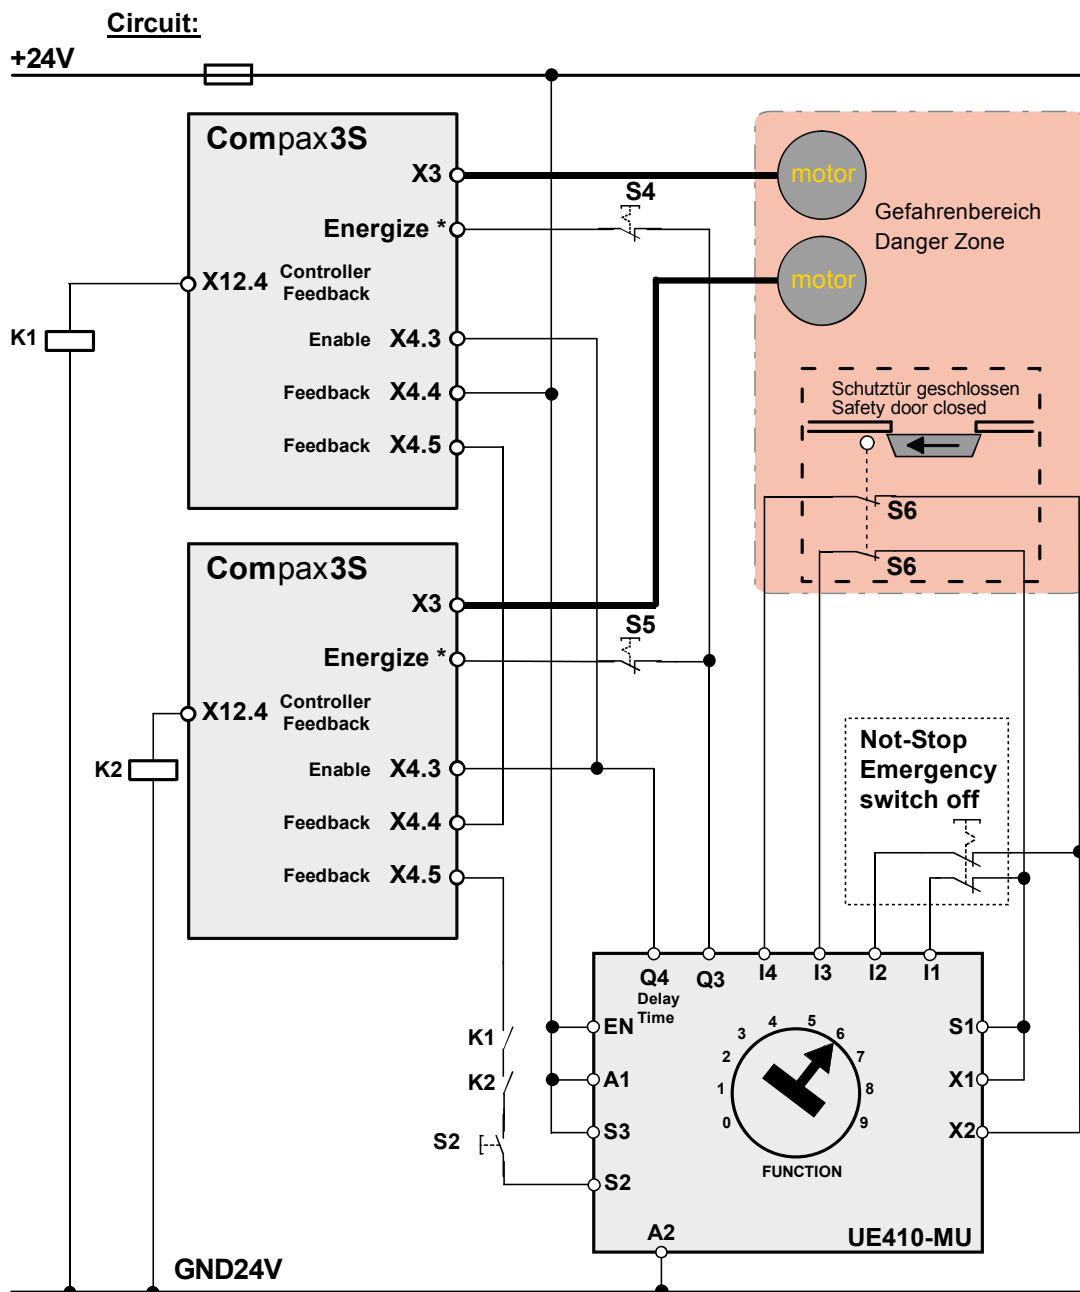 Circuit:
+24V
Compax3S
X3
S4
Energize *
X12.4 Controller Feedback
K1
Enable X4.3
Feedback X4.4
Feedback X4.5
motor
motor
Gefahrenbereich
Danger Zone
Schutztür geschlossen
Safety door closed
S6
S6
Compax3S
X3
S5
Energize *
X12.4 Controller Feedback
K2
Enable X4.3
Feedback X4.4
Feedback X4.5
Not-Stop
Emergency
switch off
Q4 Q3 I4 I3 I2 I1
Delay
Time
K1
K2
S2
EN
A1
S3
S2
0 1 2 3 4 5 6 7 8 9
FUNCTION
S1
X1
X2
A2
UE410-MU
GND24V